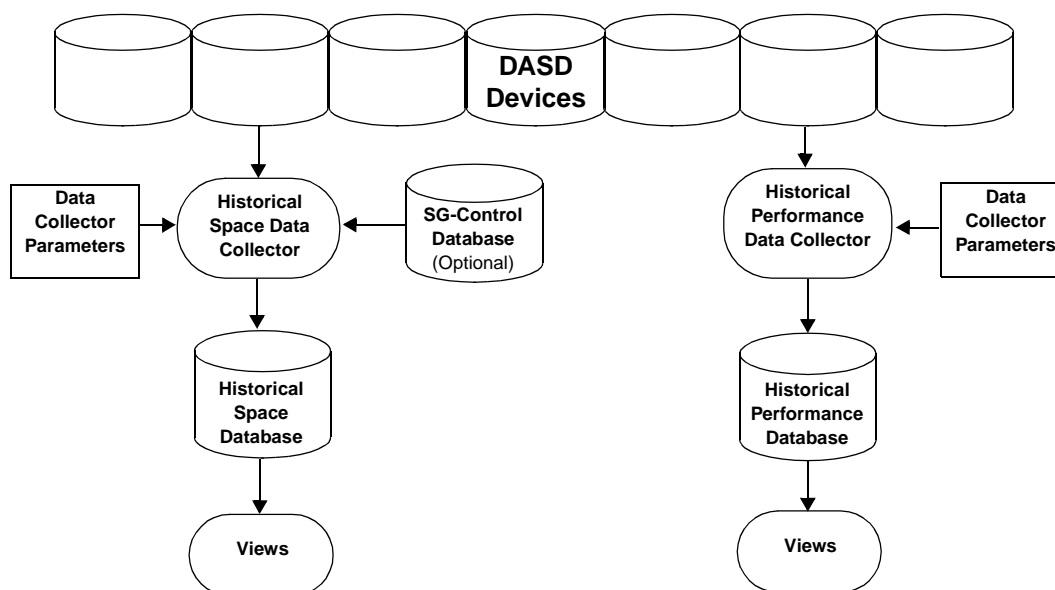 DASD
Devices
Data
Collector
Parameters
Historical
Space Data
Collector
SG-Control
Database
(Optional)
Historical
Performance
Data Collector
Data
Collector
Parameters
Historical
Space
Database
Historical
Performance
Database
Views
Views